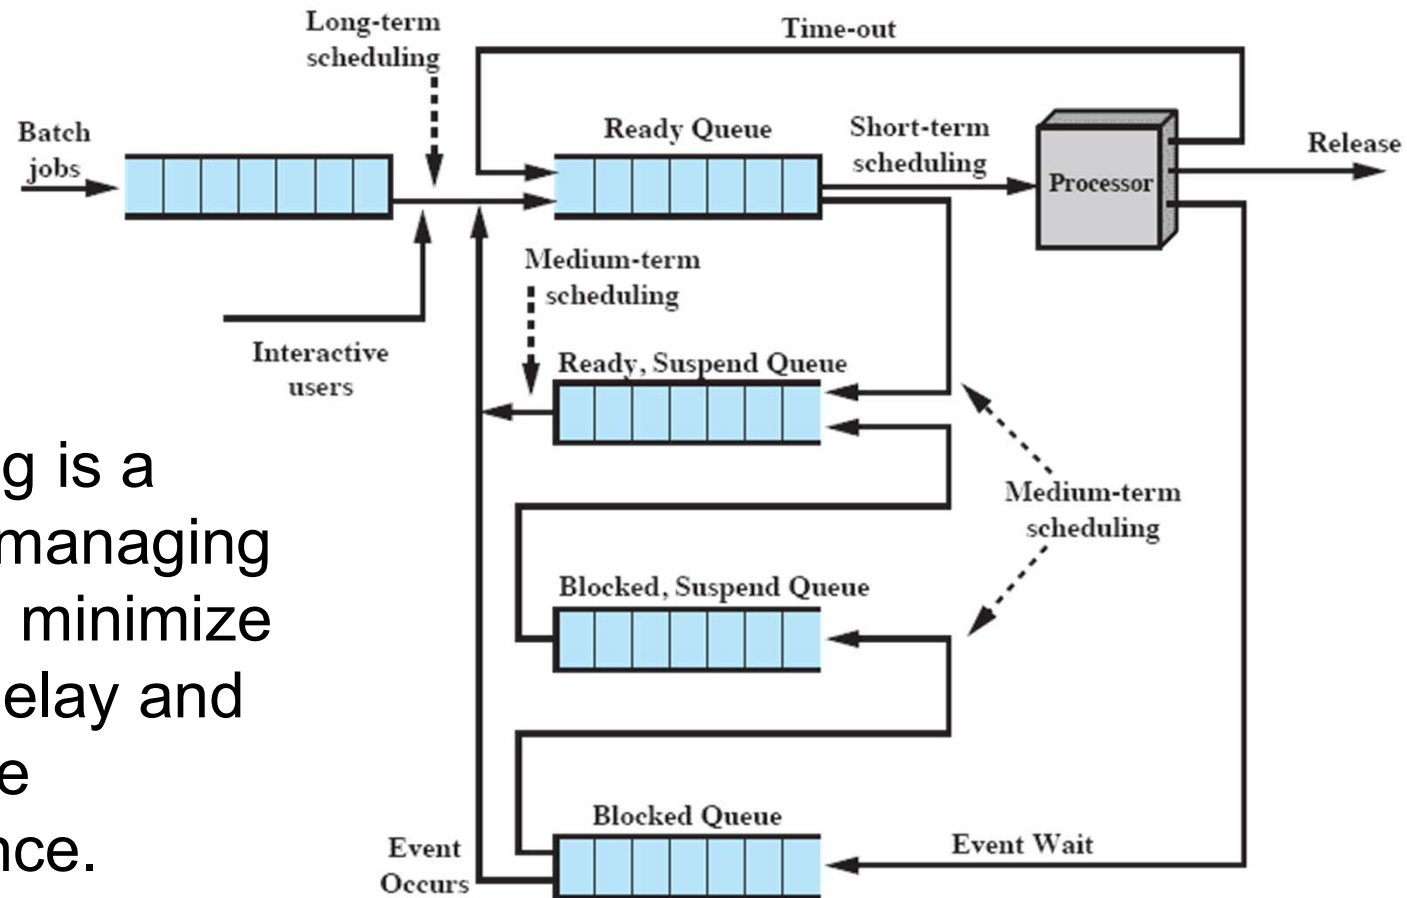 Long-term
scheduling
Time-out
Batch
jobs
Ready Queue
Short-term
scheduling
Processor
Release
Medium-term
scheduling
Interactive
users
Ready, Suspend Queue
Medium-term
scheduling
Blocked, Suspend Queue
Blocked Queue
Event
Occurs
Event Wait
g is a
managing
minimize
elay and
e
nce.